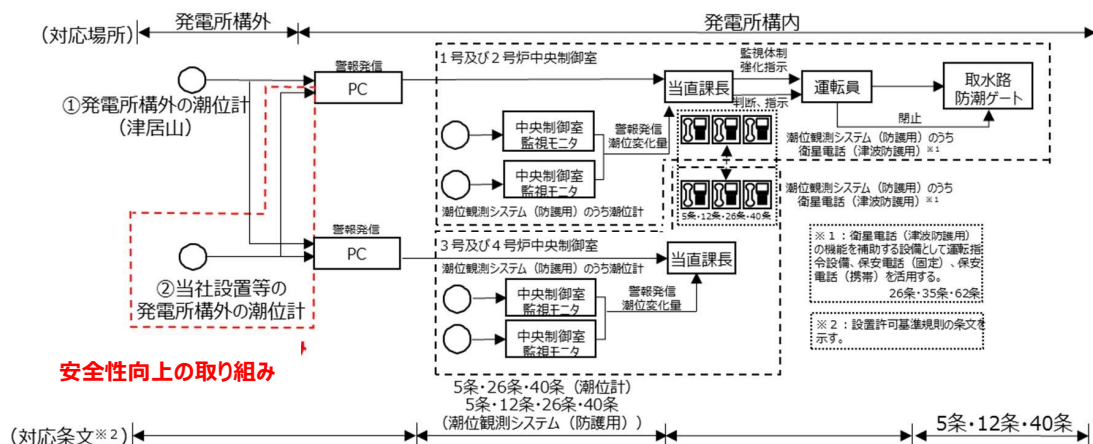 (対応場所)
発電所構外
発電所構内
①発電所構外の潮位計
(津居山)
警報発信
PC
1号及び2号炉中央制御室
当直課長
監視体制
強化指示
判断、指示
運転員
取水路
防潮ゲート
閉止
中央制御室
監視モニタ
中央制御室
監視モニタ
警報発信
潮位変化量
潮位観測システム(防護用)のうち潮位計
潮位観測システム(防護用)のうち
衛星電話(津波防護用)※1
潮位観測システム(防護用)のうち
衛星電話(津波防護用)※1
5条・12条・26条・40条
②当社設置等の
発電所構外の潮位計
警報発信
PC
3号及び4号炉中央制御室
潮位観測システム(防護用)のうち潮位計
当直課長
中央制御室
監視モニタ
中央制御室
監視モニタ
警報発信
潮位変化量
※1:衛星電話(津波防護用)
の機能を補助する設備として運転指
令設備、保安電話(固定)、保安
電話(携帯)を活用する。
26条・35条・62条
※2:設置許可基準規則の条文を
示す。
安全性向上の取り組み
5条・26条・40条(潮位計)
5条・12条・26条・40条
(潮位観測システム(防護用))
(対応条文※2)
5条・12条・40条